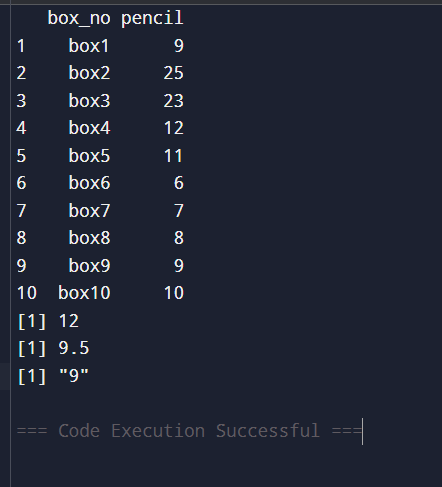 box_no pencil
1 box1 9
2 box2 25
3 box3 23
4 box4 12
5 box5 11
6 box6 6
7 box7 7
8 box8 8
9 box9 9
10 box10 10
[1] 12
[1] 9.5
[1] "9"
=== Code Execution Successful ===